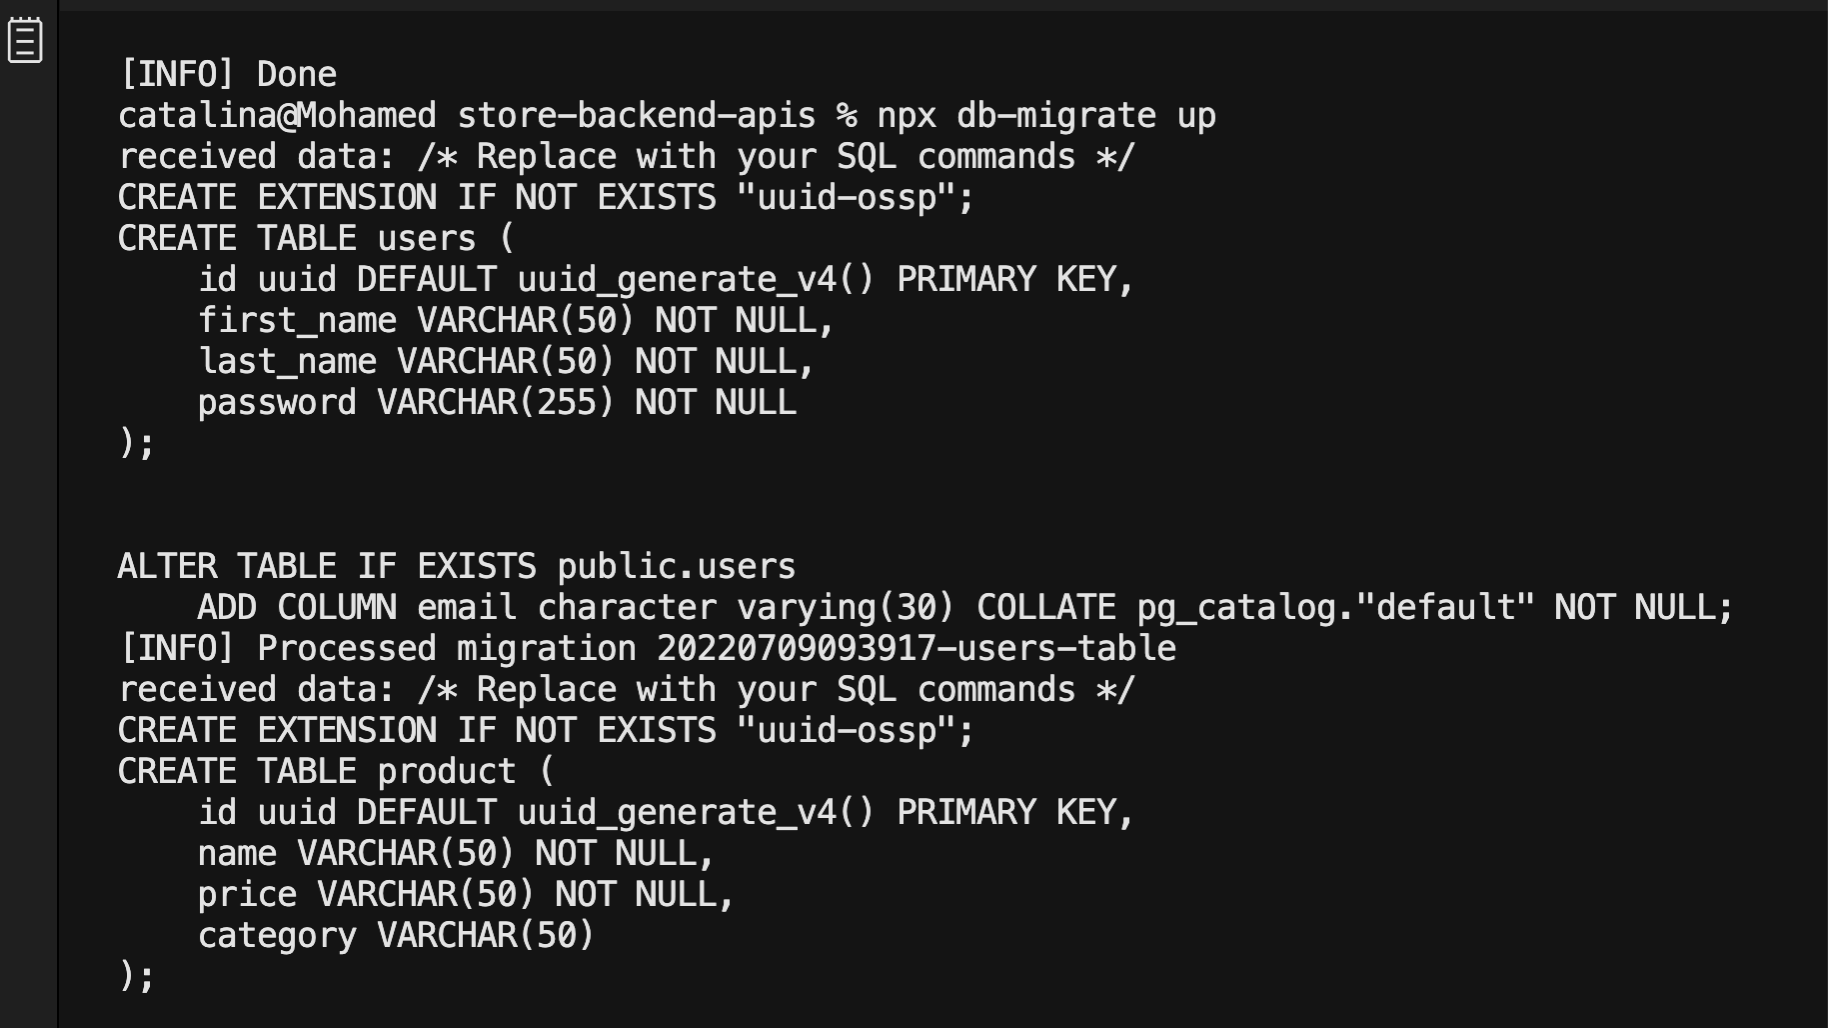 [INFO] Done
catalina@Mohamed store-backend-apis % npx db-migrate up
received data: /* Replace with your SQL commands */
CREATE EXTENSION IF NOT EXISTS "uuid-ossp";
CREATE TABLE users (
    id uuid DEFAULT uuid_generate_v4() PRIMARY KEY,
    first_name VARCHAR(50) NOT NULL,
    last_name VARCHAR(50) NOT NULL,
    password VARCHAR(255) NOT NULL
);
ALTER TABLE IF EXISTS public.users
    ADD COLUMN email character varying(30) COLLATE pg_catalog."default" NOT NULL;
[INFO] Processed migration 20220709093917-users-table
received data: /* Replace with your SQL commands */
CREATE EXTENSION IF NOT EXISTS "uuid-ossp";
CREATE TABLE product (
    id uuid DEFAULT uuid_generate_v4() PRIMARY KEY,
    name VARCHAR(50) NOT NULL,
    price VARCHAR(50) NOT NULL,
    category VARCHAR(50)
);